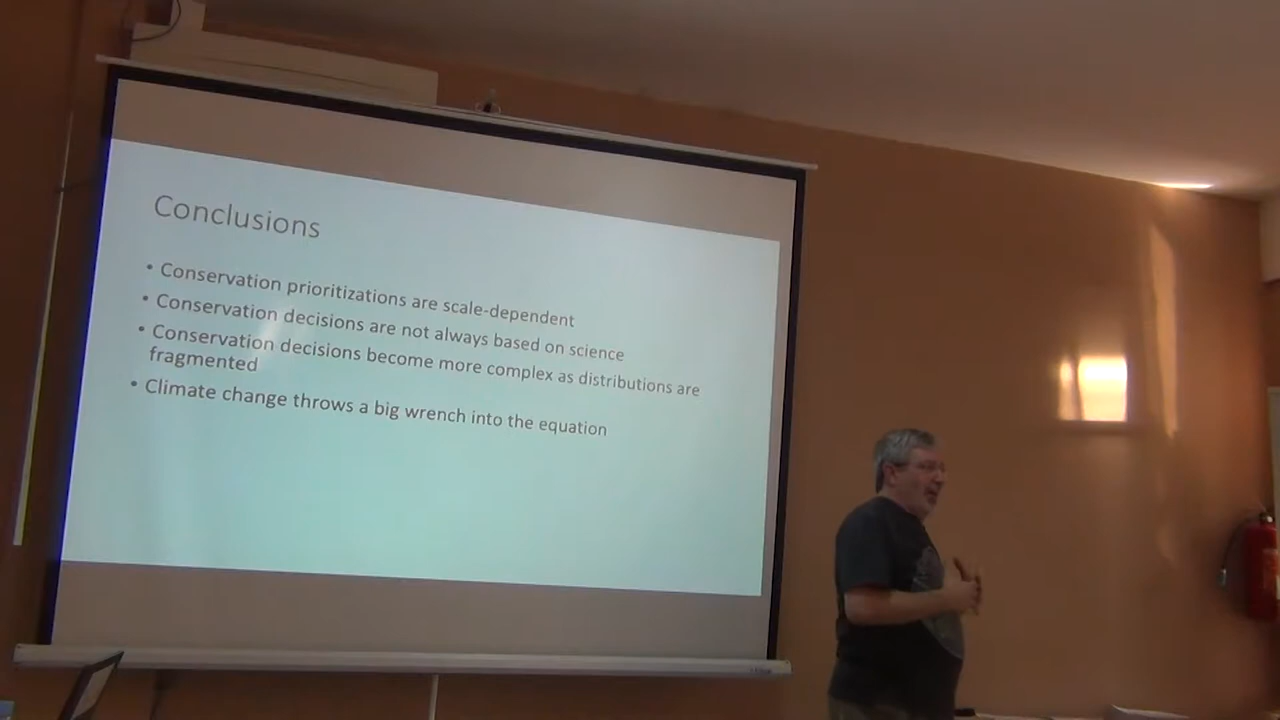 Conclusions
• Conservation prioritizations are scale-dependent
• Conservation decisions are not always based on science
• Conservation decisions become more complex as distributions are
fragmented
• Climate change throws a big wrench into the equation